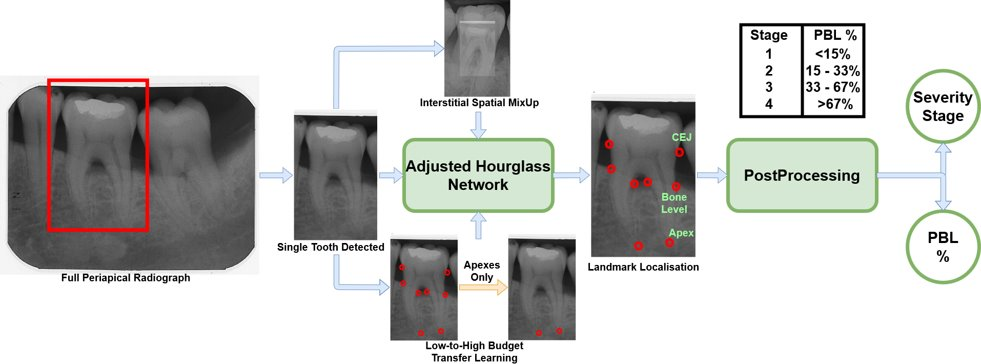 Full Periapical Radiograph
Single Tooth Detected
Interstitial Spatial MixUp
Adjusted Hourglass
Network
Apexes
Only
Low-to-High Budget
Transfer Learning
CEJ
Bone
Level
Apex
Landmark Localisation
PostProcessing
Stage PBL %
1 <15%
2 15 - 33%
3 33 - 67%
4 >67%
Severity
Stage
PBL
%